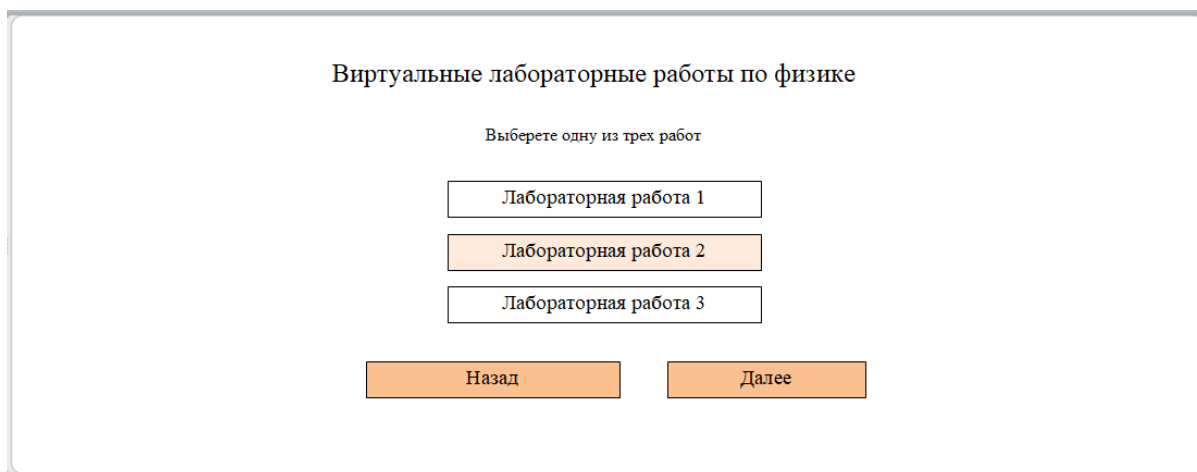 Виртуальные лабораторные работы по физике
Выберете одну из трех работ
Лабораторная работа 1
Лабораторная работа 2
Лабораторная работа 3
Назад
Далее